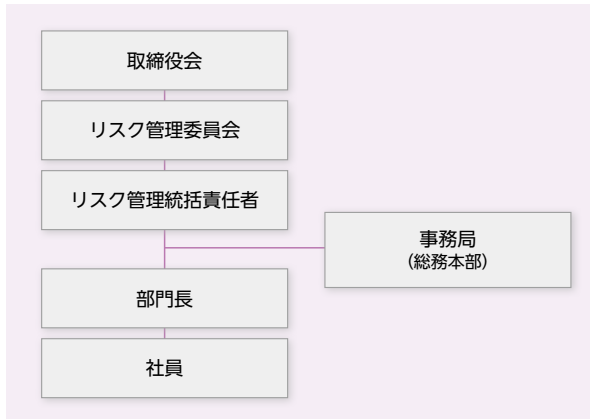 取締役会
リスク管理委員会
リスク管理統括責任者
事務局
（総務本部）
部門長
社員